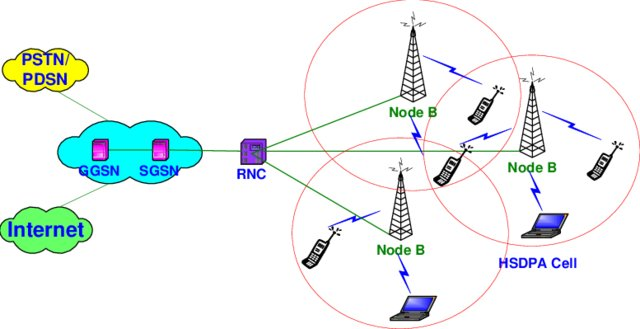 PSTN/
PDSN
GGSN
SGSN
Internet
RNC
Node B
Node B
Node B
HSDPA Cell